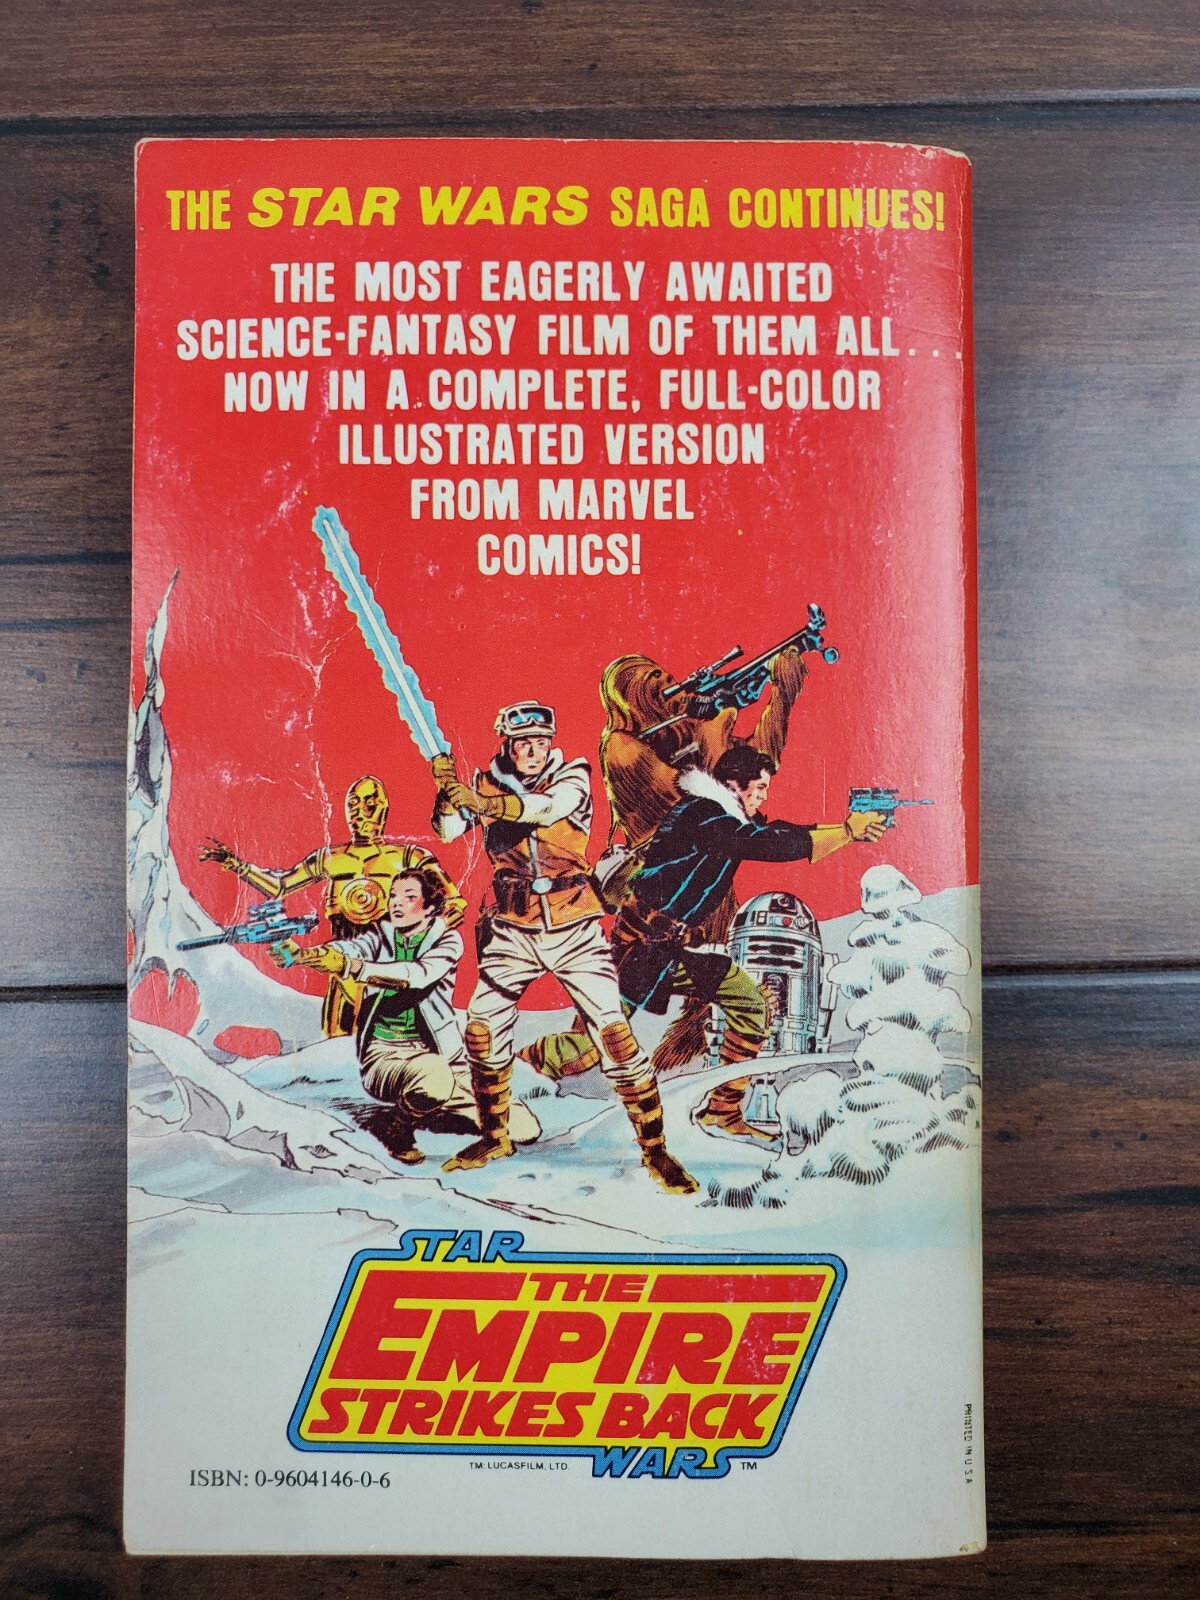 THE STAR WARS SAGA CONTINUES!
THE MOST EAGERLY AWAITED
SCIENCE-FANTASY FILM OF THEM ALL...
NOW IN A COMPLETE, FULL-COLOR
ILLUSTRATED VERSION
FROM MARVEL
COMICS!
STAR
THE
EMPIRE
STRIKES BACK
WARS TM
TM: LUCASFILM, LTD.
ISBN: 0-9604146-0-6
PRINTED IN U.S.A